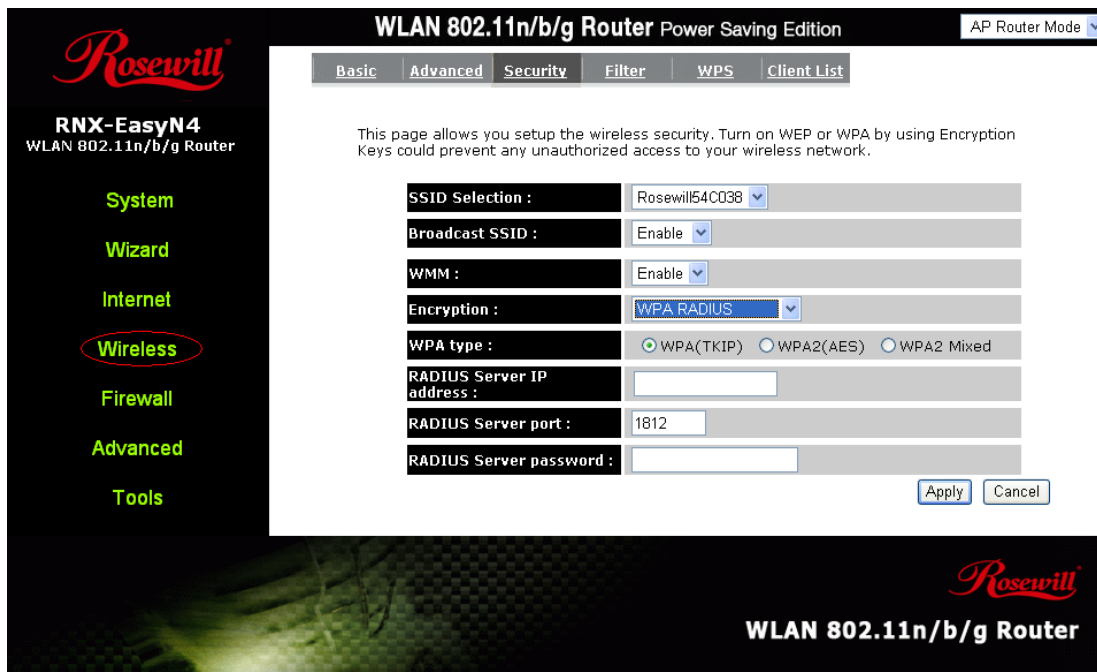 Rosewill
RNX-EasyN4
WLAN 802.11n/b/g Router
System
Wizard
Internet
Wireless
Firewall
Advanced
Tools
WLAN 802.11n/b/g Router Power Saving Edition
AP Router Mode
Basic Advanced Security Filter WPS Client List
This page allows you setup the wireless security. Turn on WEP or WPA by using Encryption
Keys could prevent any unauthorized access to your wireless network.
SSID Selection : Rosewill54C038
Broadcast SSID : Enable
WMM : Enable
Encryption : WPA RADIUS
WPA type : WPA(TKIP) WPA2(AES) WPA2 Mixed
RADIUS Server IP
address :
RADIUS Server port : 1812
RADIUS Server password :
Apply Cancel
Rosewill
WLAN 802.11n/b/g Router